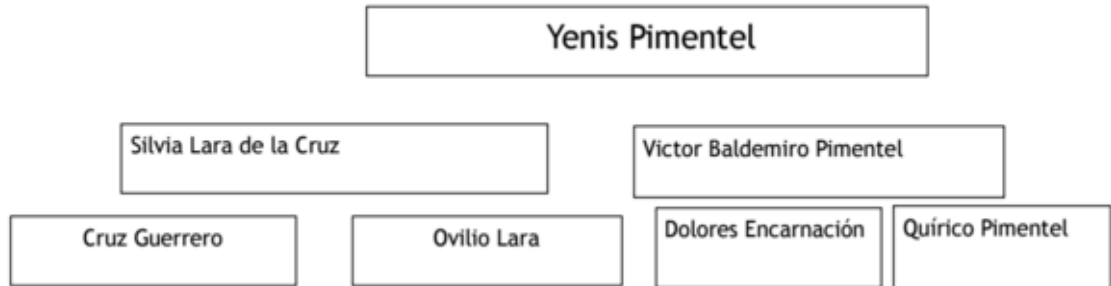 Yenis Pimentel
Silvia Lara de la Cruz
Victor Baldemiro Pimentel
Cruz Guerrero
Ovilio Lara
Dolores Encarnación
Quírico Pimentel